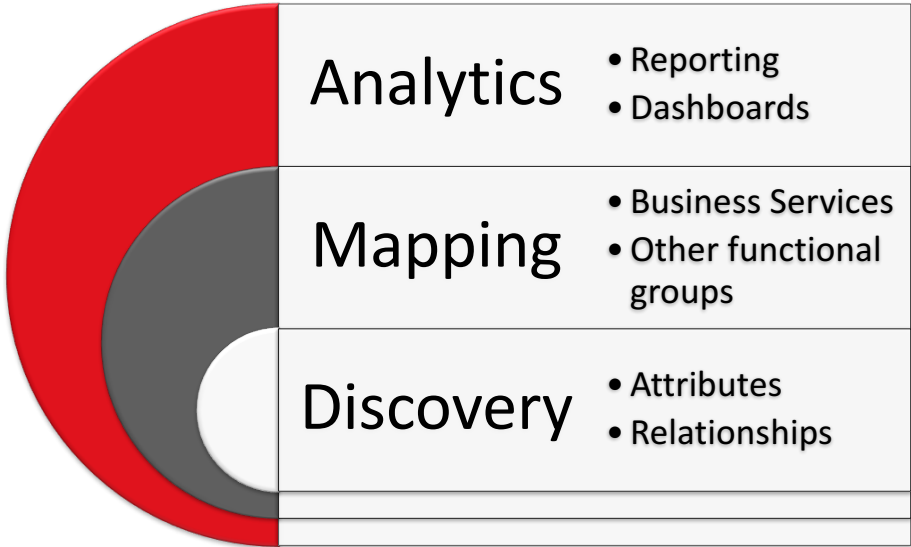 Analytics
• Reporting
• Dashboards
Mapping
• Business Services
• Other functional
groups
Discovery
• Attributes
• Relationships